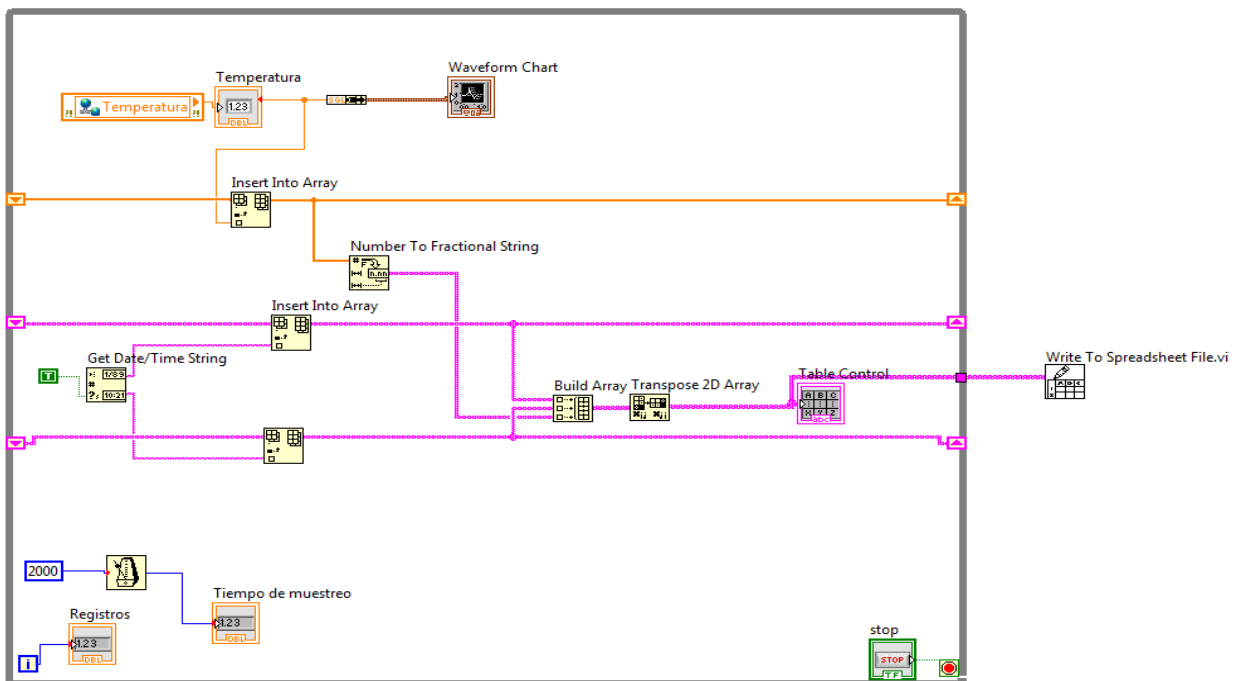 Waveform Chart
Temperatura
Temperatura
1.23
DBL
SGL
Insert Into Array
Number To Fractional String
Insert Into Array
Get Date/Time String
T
Build Array
Transpose 2D Array
Table Control
Write To Spreadsheet File.vi
2000
Tiempo de muestreo
1.23
DBL
Registros
1.23
DBL
i
stop
STOP
TF